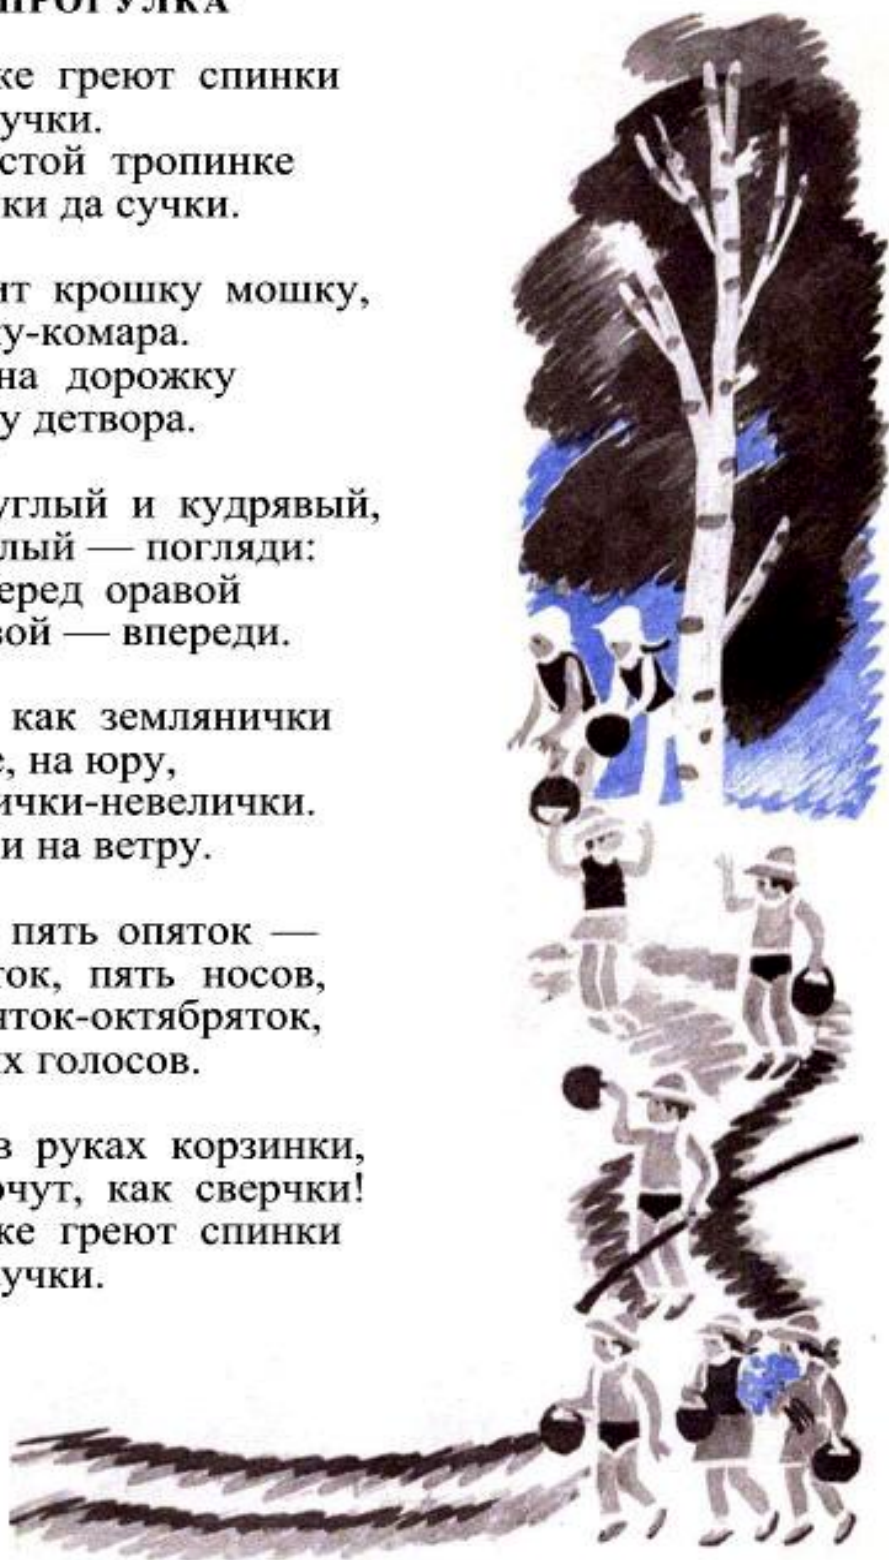 ПРОГУЛКА
же греют спинки
учки.
стой тропинке
ки да сучки.
ит крошку мошку,
у-комара.
на дорожку
у детвора.
углый и кудрявый,
лый — погляди:
еред оравой
вой — впереди.
как землянички
е, на юру,
ички-невелички.
и на ветру.
пять опяток —
ток, пять носов,
яток-октябряток,
х голосов.
в руках корзинки,
очут, как сверчки!
же греют спинки
учки.